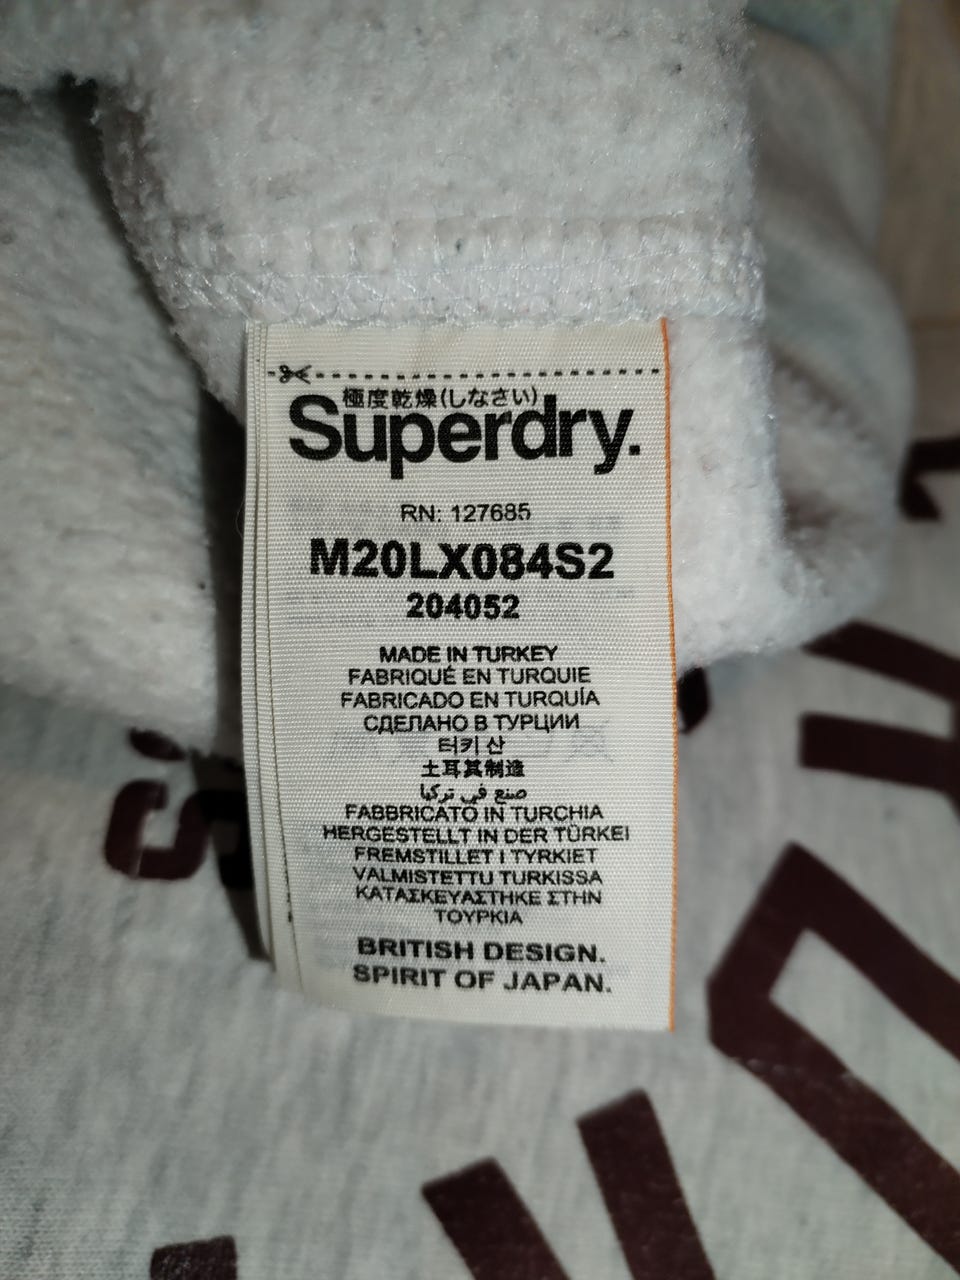 極度乾燥(しなさい)
Superdry.
RN: 127685
M20LX084S2
204052
MADE IN TURKEY
FABRIQUÉ EN TURQUIE
FABRICADO EN TURQUÍA
СДЕЛАНО В ТУРЦИИ
터키 산
土耳其制造
صنع في تركيا
FABBRICATO IN TURCHIA
HERGESTELLT IN DER TÜRKEI
FREMSTILLET I TYRKIET
VALMISTETTU TURKISSA
ΚΑΤΑΣΚΕΥΑΣΤΗΚΕ ΣΤΗΝ
ΤΟΥΡΚΙΑ
BRITISH DESIGN.
SPIRIT OF JAPAN.